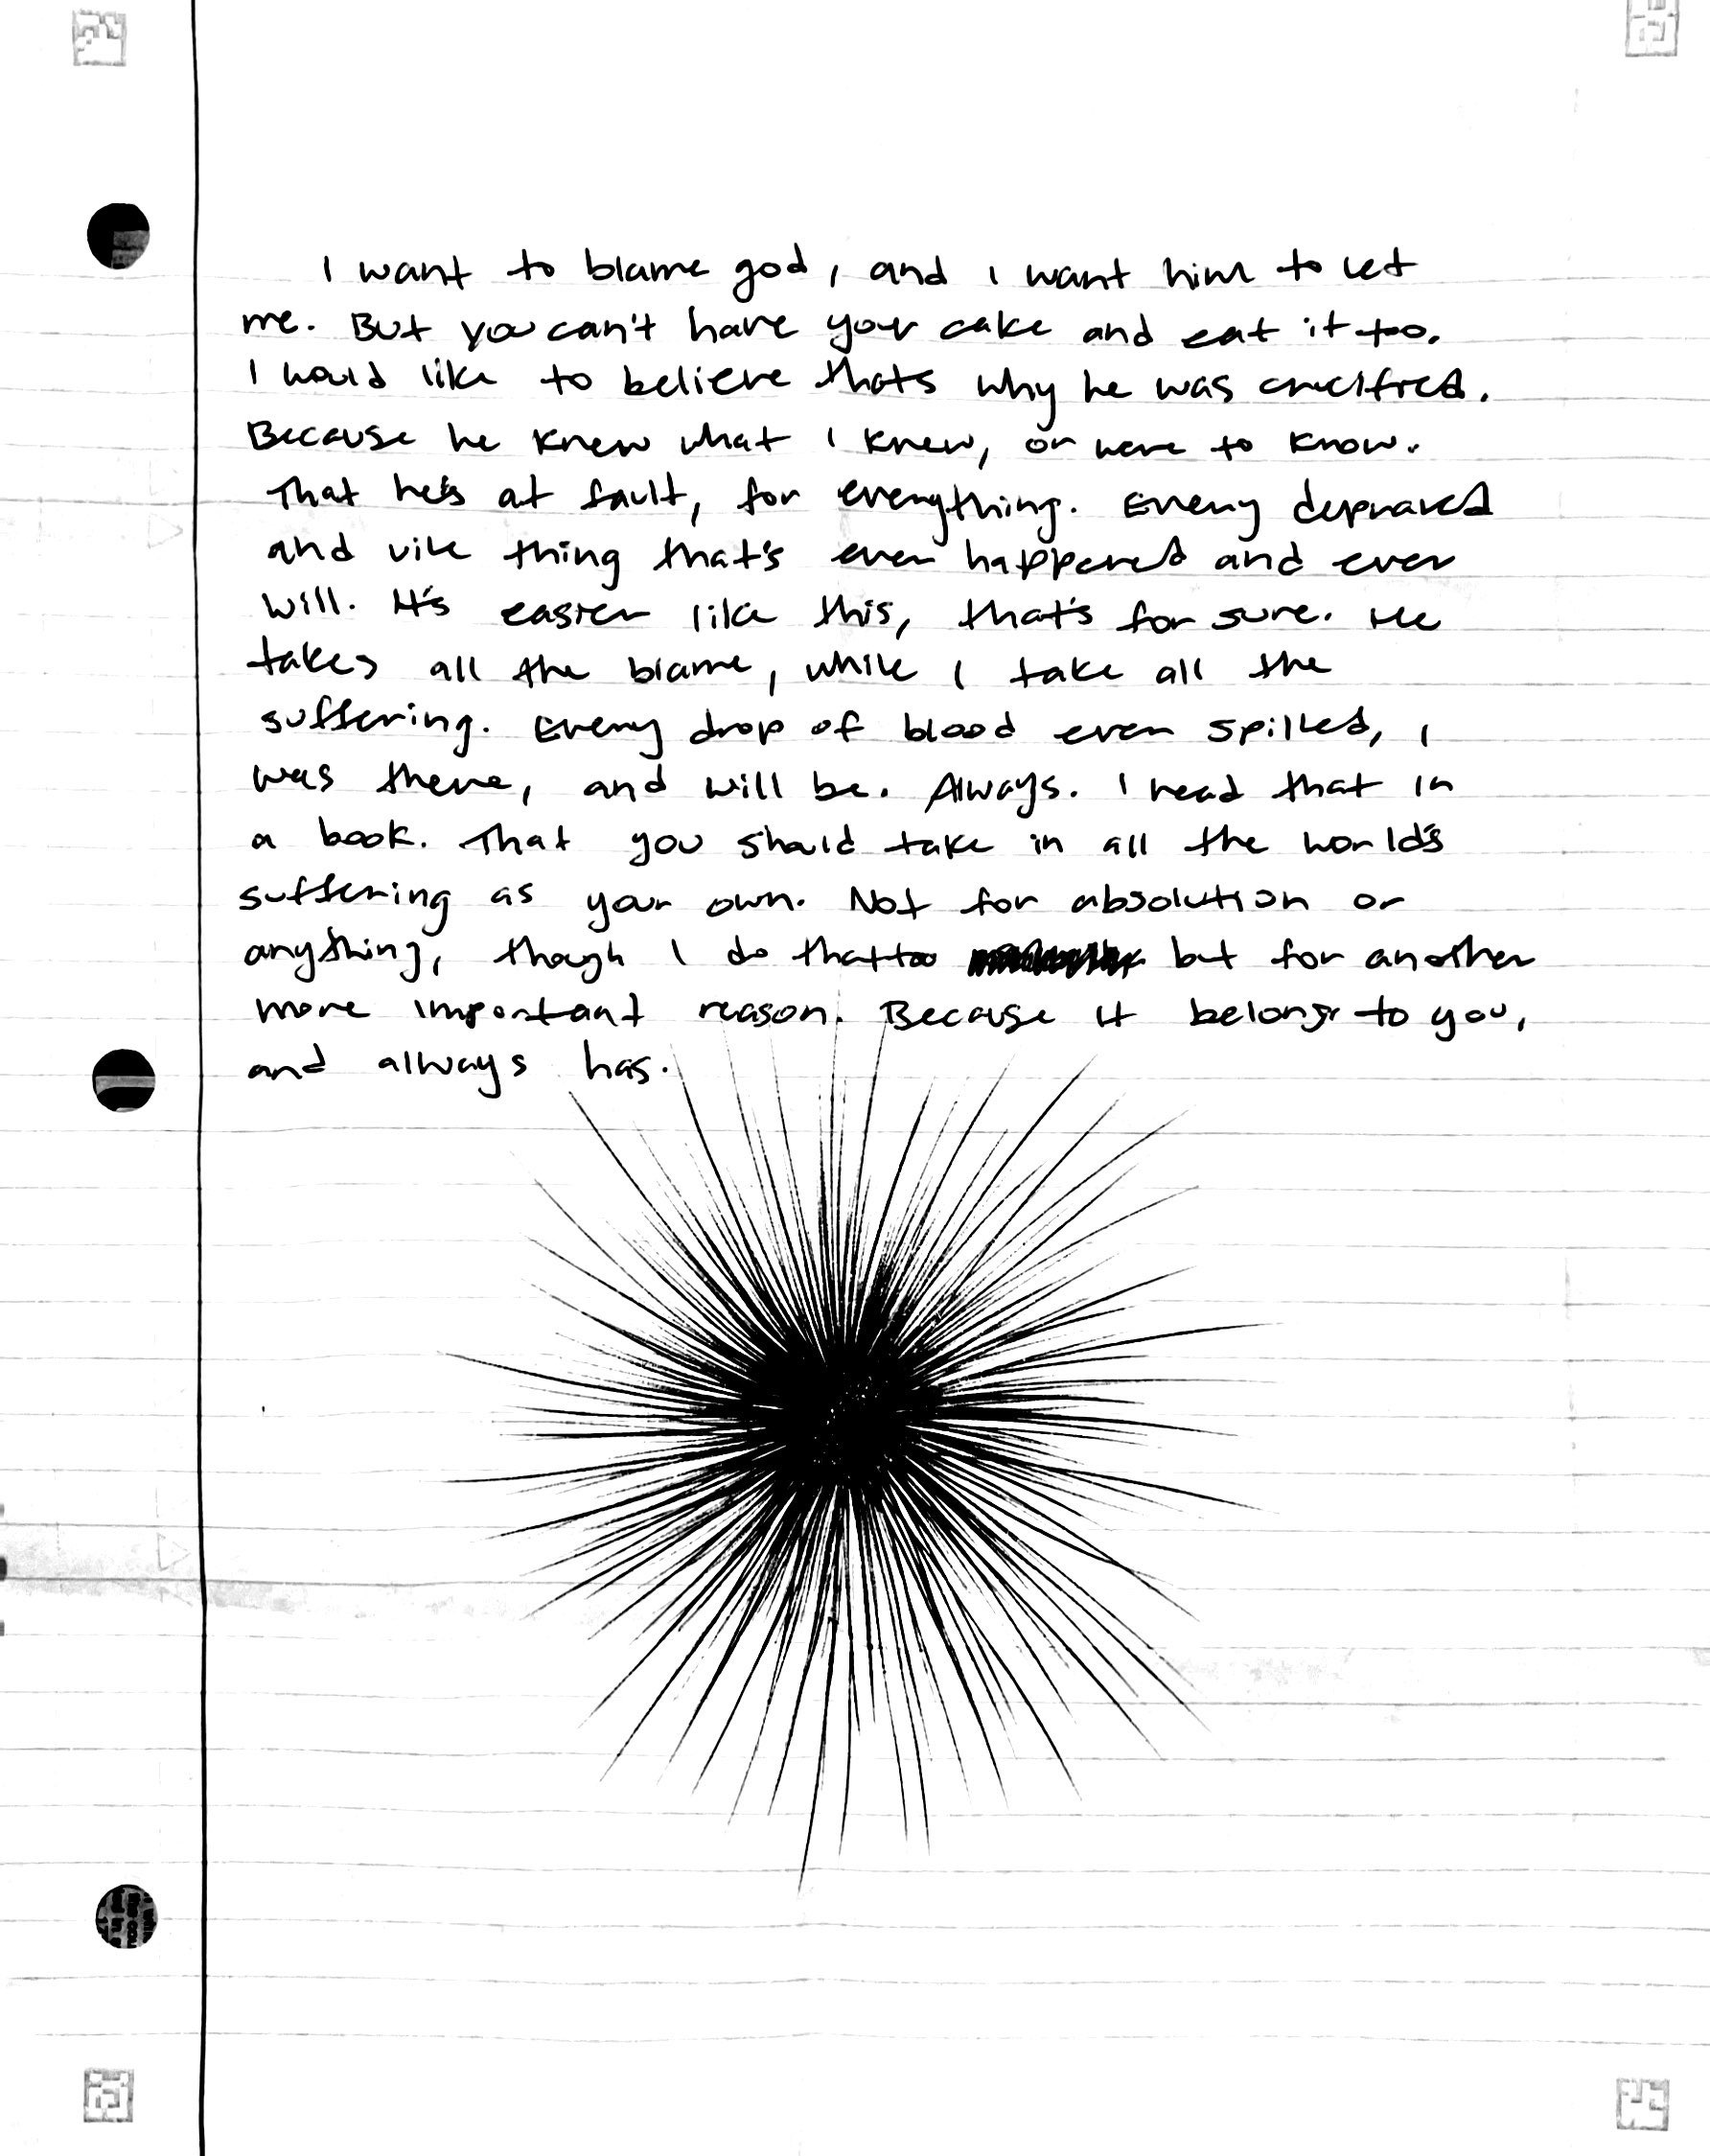 I want to blame god, and I want him to let
me. But you can't have your cake and eat it too.
I would like to believe thats why he was crucified.
Because he knew what I knew, or were to know.
That he's at fault, for everything. Every depraved
and vile thing that's ever happened and ever
will. It's easier like this, that's for sure. He
takes all the blame, while I take all the
suffering. Every drop of blood ever spilled, I
was there, and will be. Always. I read that in
a book. That you should take in all the world's
suffering as your own. Not for absolution or
anything, though I do that too but for another
more important reason. Because it belongs to you,
and always has.